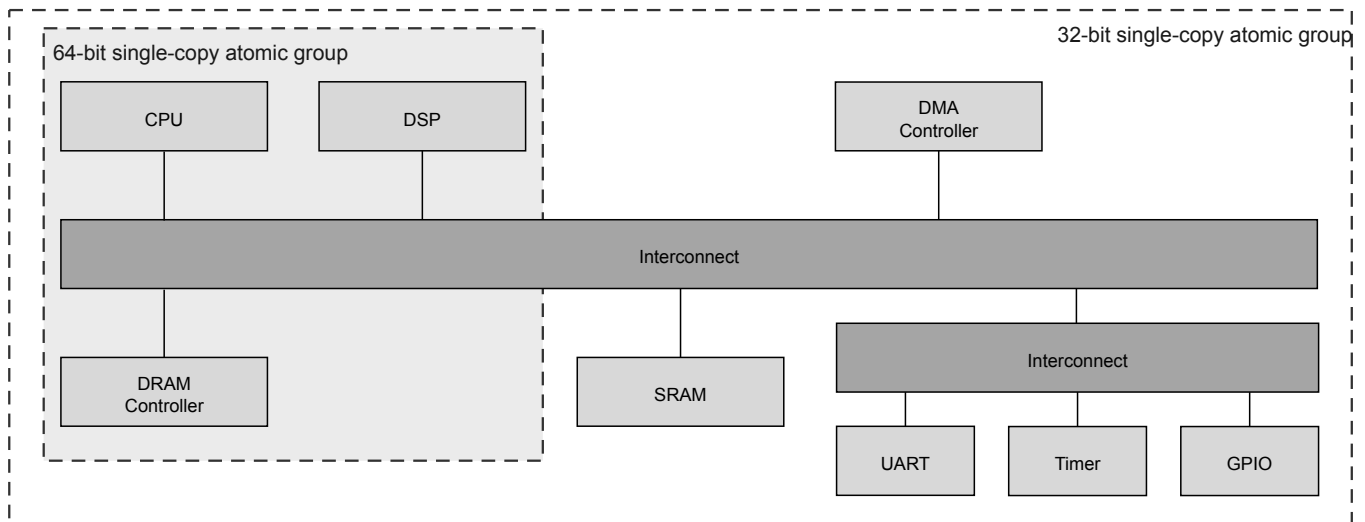 32-bit single-copy atomic group
64-bit single-copy atomic group
CPU
DSP
DMA
Controller
Interconnect
DRAM
Controller
SRAM
Interconnect
UART
Timer
GPIO